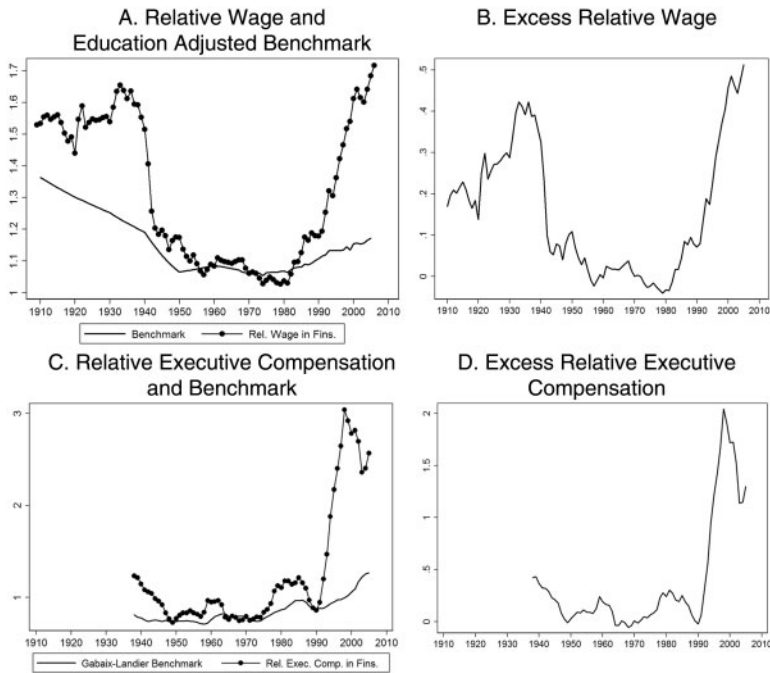 A. Relative Wage and
Education Adjusted Benchmark
1.7
1.6
1.5
1.4
1.3
1.2
1.1
1
1910 1920 1930 1940 1950 1960 1970 1980 1990 2000 2010
Benchmark Rel. Wage in Fins.
B. Excess Relative Wage
.5
.4
.3
.2
.1
0
1910 1920 1930 1940 1950 1960 1970 1980 1990 2000 2010
C. Relative Executive Compensation
and Benchmark
3
2
1
1910 1920 1930 1940 1950 1960 1970 1980 1990 2000 2010
Gabaix-Landier Benchmark Rel. Exec. Comp. in Fins.
D. Excess Relative Executive
Compensation
2
1.5
1
.5
0
1910 1920 1930 1940 1950 1960 1970 1980 1990 2000 2010